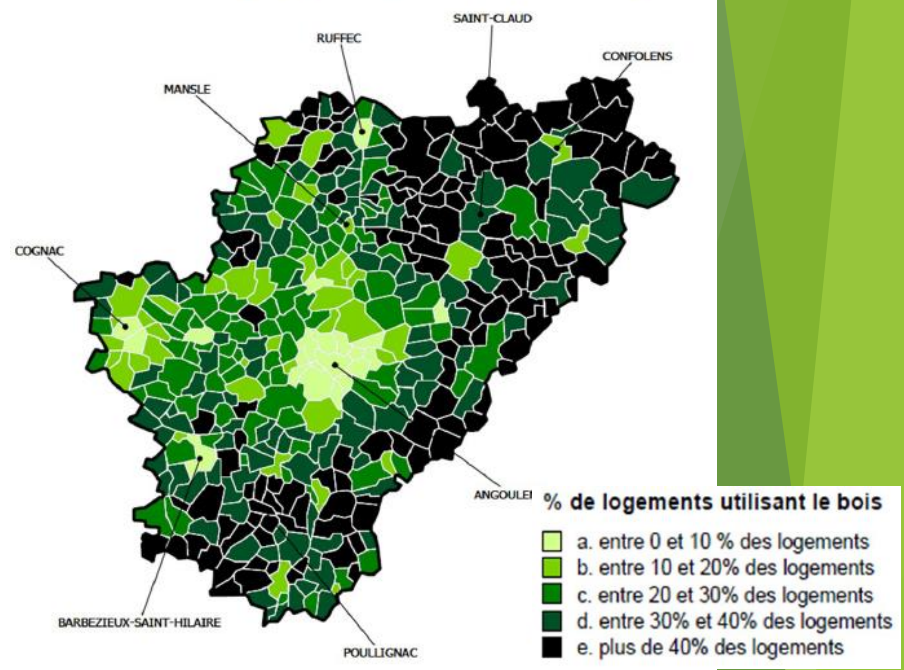 SAINT-CLAUD
RUFFEC
CONFOLENS
MANSLE
COGNAC
ANGOULEI
% de logements utilisant le bois
a. entre 0 et 10 % des logements
b. entre 10 et 20% des logements
c. entre 20 et 30% des logements
d. entre 30% et 40% des logements
e. plus de 40% des logements
BARBEZIEUX-SAINT-HILAIRE
POULLIGNAC